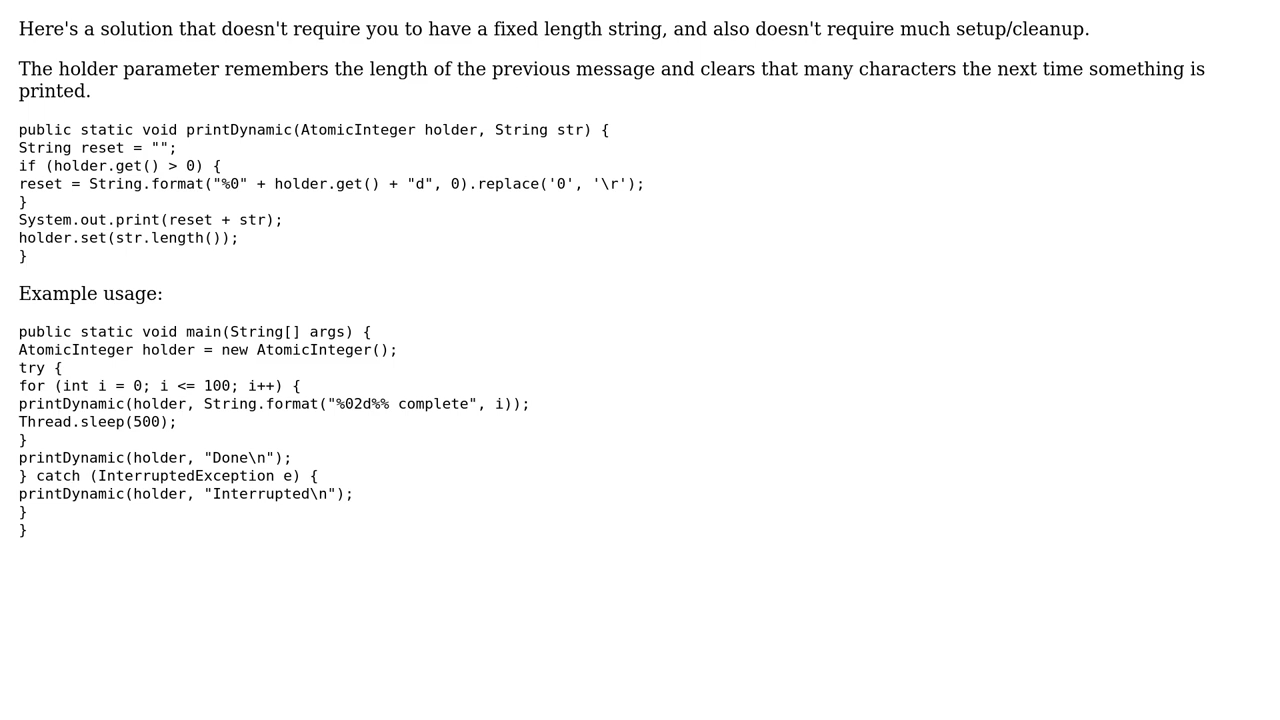 Here's a solution that doesn't require you to have a fixed length string, and also doesn't require much setup/cleanup.
The holder parameter remembers the length of the previous message and clears that many characters the next time something is
printed.
public static void printDynamic(AtomicInteger holder, String str) {
String reset = "";
if (holder.get() > 0) {
reset = String.format("%0" + holder.get() + "d", 0).replace('0', '\r');
}
System.out.print(reset + str);
holder.set(str.length());
}
Example usage:
public static void main(String[] args) {
AtomicInteger holder = new AtomicInteger();
try {
for (int i = 0; i <= 100; i++) {
printDynamic(holder, String.format("%02d%% complete", i));
Thread.sleep(500);
}
printDynamic(holder, "Done\n");
} catch (InterruptedException e) {
printDynamic(holder, "Interrupted\n");
}
}